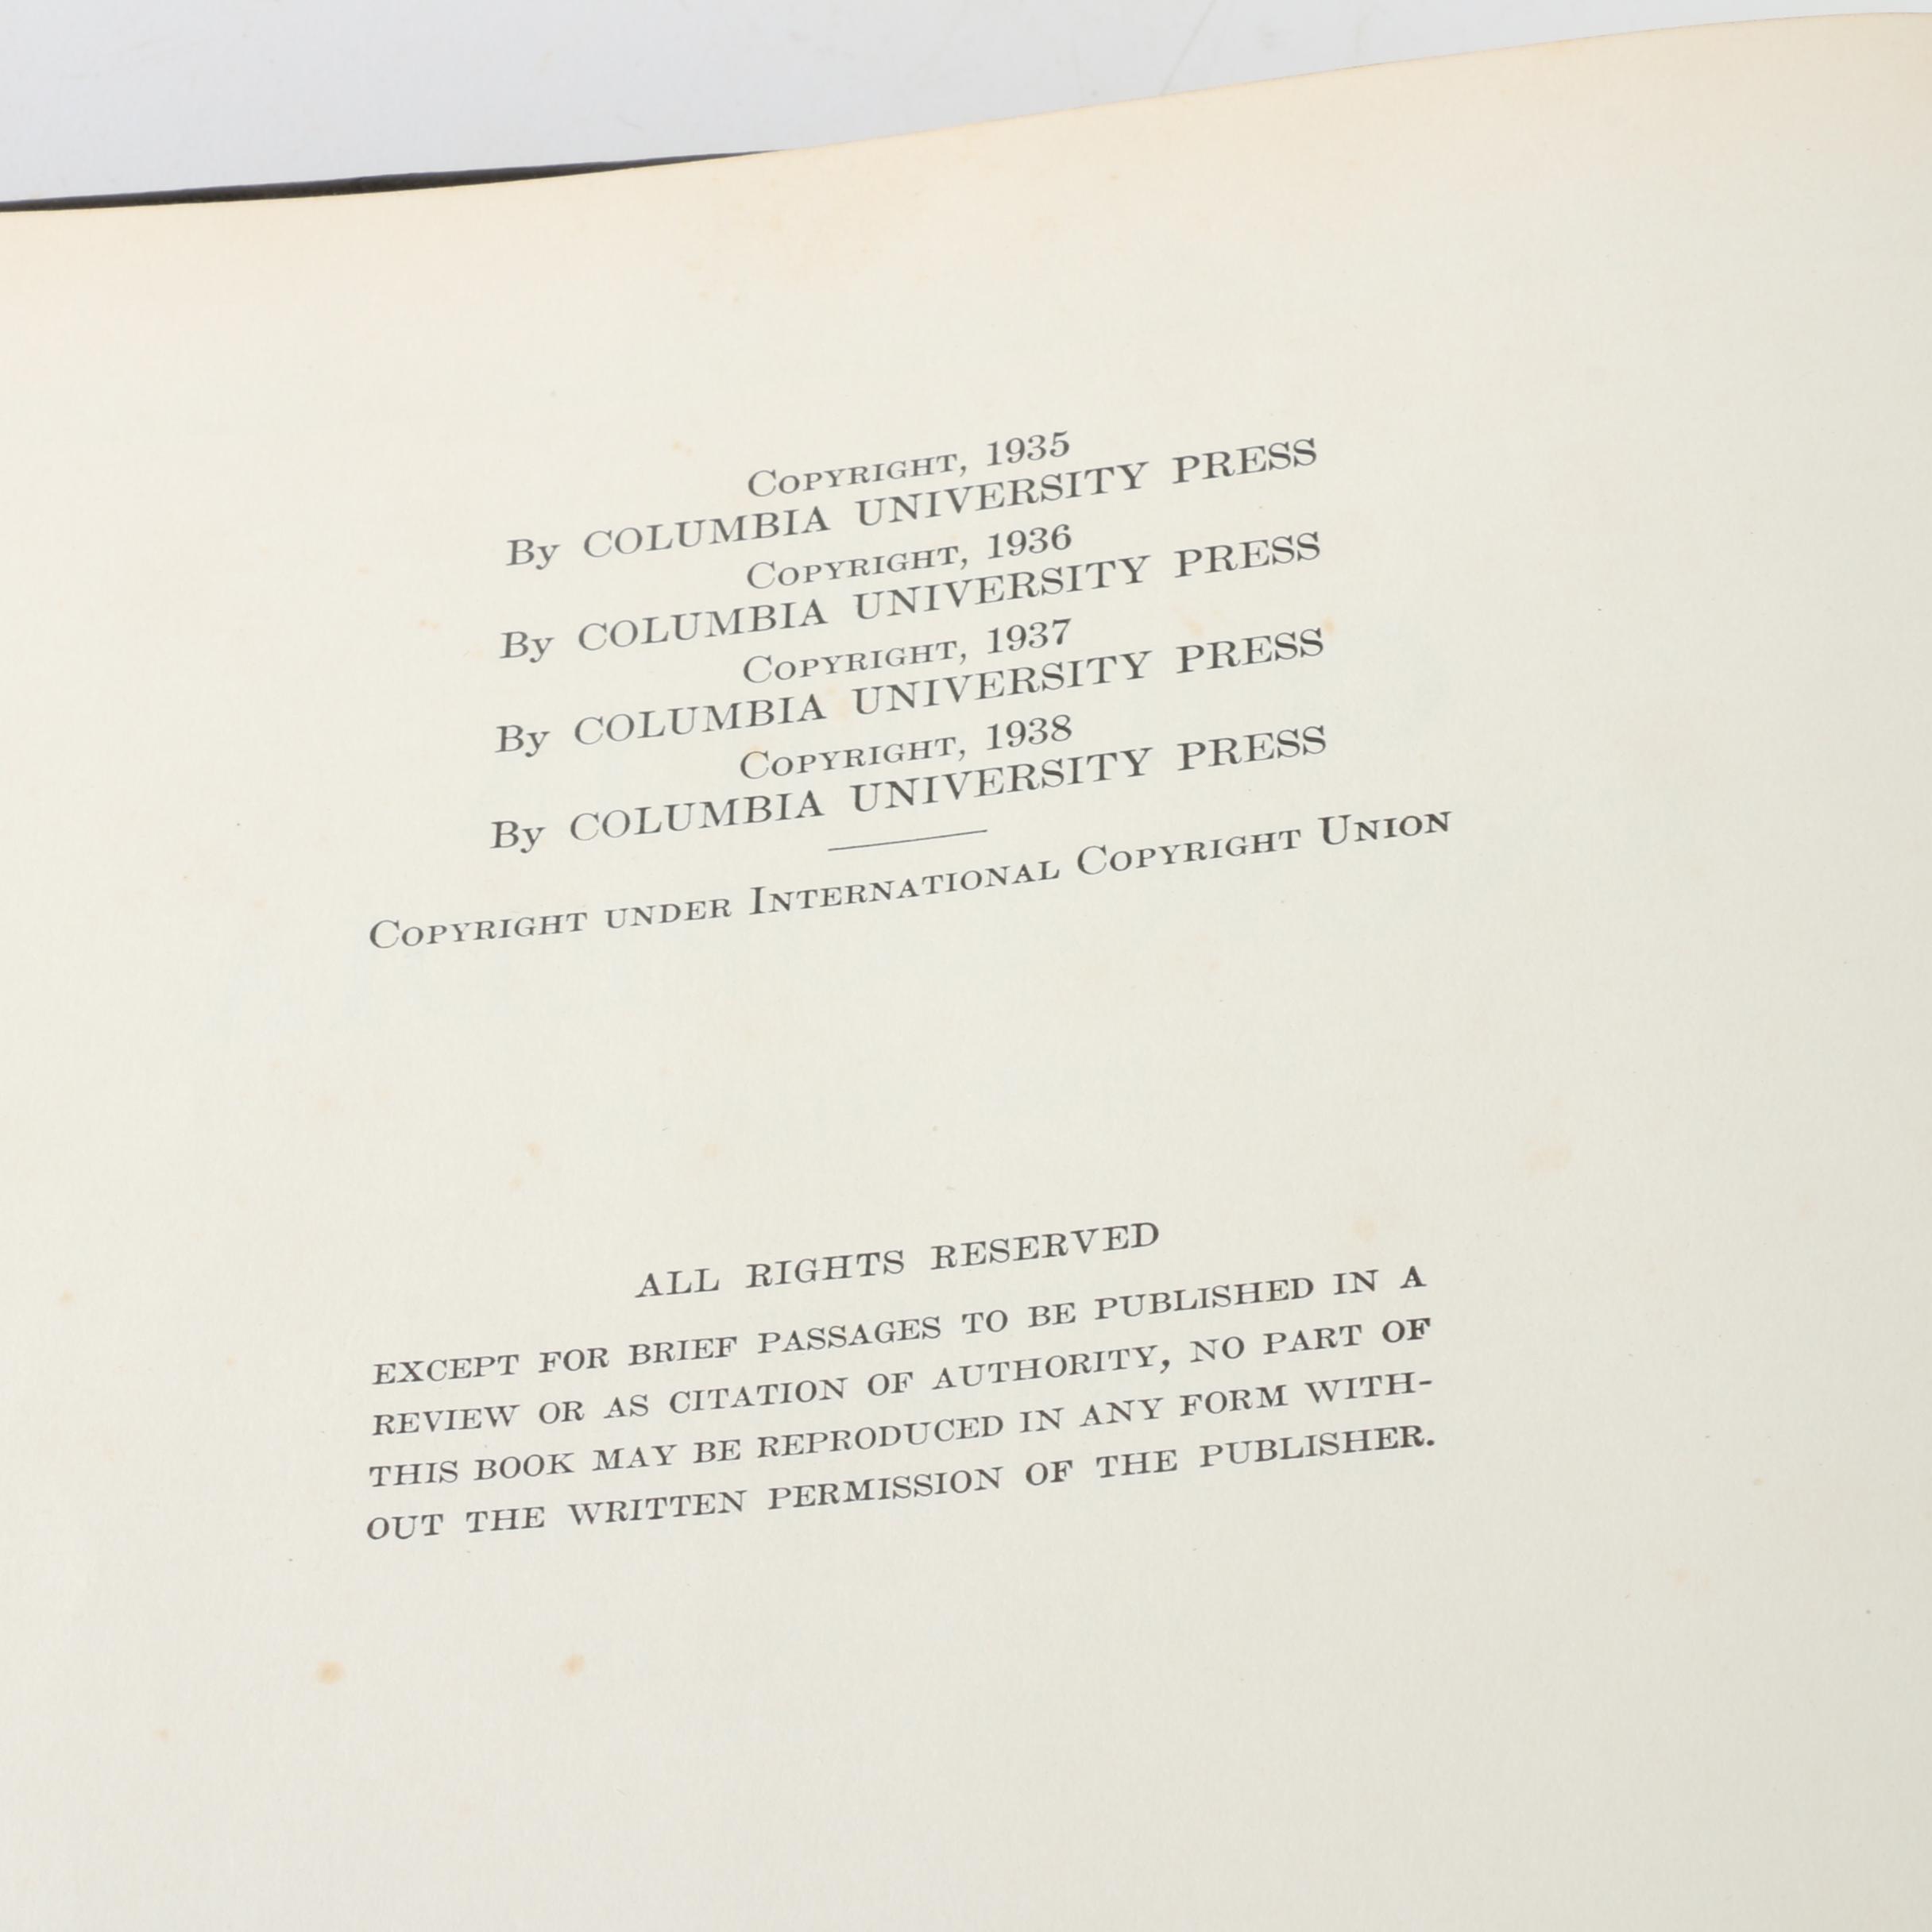 Copyright, 1935
By COLUMBIA UNIVERSITY PRESS
Copyright, 1936
By COLUMBIA UNIVERSITY PRESS
Copyright, 1937
By COLUMBIA UNIVERSITY PRESS
Copyright, 1938
By COLUMBIA UNIVERSITY PRESS
Copyright under International Copyright Union
ALL RIGHTS RESERVED
EXCEPT FOR BRIEF PASSAGES TO BE PUBLISHED IN A
REVIEW OR AS CITATION OF AUTHORITY, NO PART OF
THIS BOOK MAY BE REPRODUCED IN ANY FORM WITH-
OUT THE WRITTEN PERMISSION OF THE PUBLISHER.